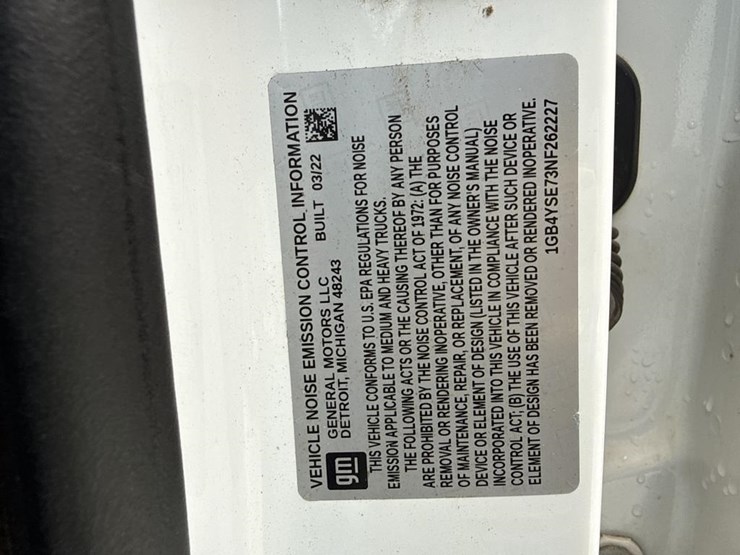 VEHICLE NOISE EMISSION CONTROL INFORMATION
gm
GENERAL MOTORS LLC
DETROIT, MICHIGAN 48243
BUILT 03/22
THIS VEHICLE CONFORMS TO U.S. EPA REGULATIONS FOR NOISE
EMISSION APPLICABLE TO MEDIUM AND HEAVY TRUCKS.
THE FOLLOWING ACTS OR THE CAUSING THEREOF BY ANY PERSON
ARE PROHIBITED BY THE NOISE CONTROL ACT OF 1972: (A) THE
REMOVAL OR RENDERING INOPERATIVE, OTHER THAN FOR PURPOSES
OF MAINTENANCE, REPAIR, OR REPLACEMENT, OF ANY NOISE CONTROL
DEVICE OR ELEMENT OF DESIGN (LISTED IN THE OWNER'S MANUAL)
INCORPORATED INTO THIS VEHICLE IN COMPLIANCE WITH THE NOISE
CONTROL ACT; (B) THE USE OF THIS VEHICLE AFTER SUCH DEVICE OR
ELEMENT OF DESIGN HAS BEEN REMOVED OR RENDERED INOPERATIVE.
1GB4YSE73NF262227